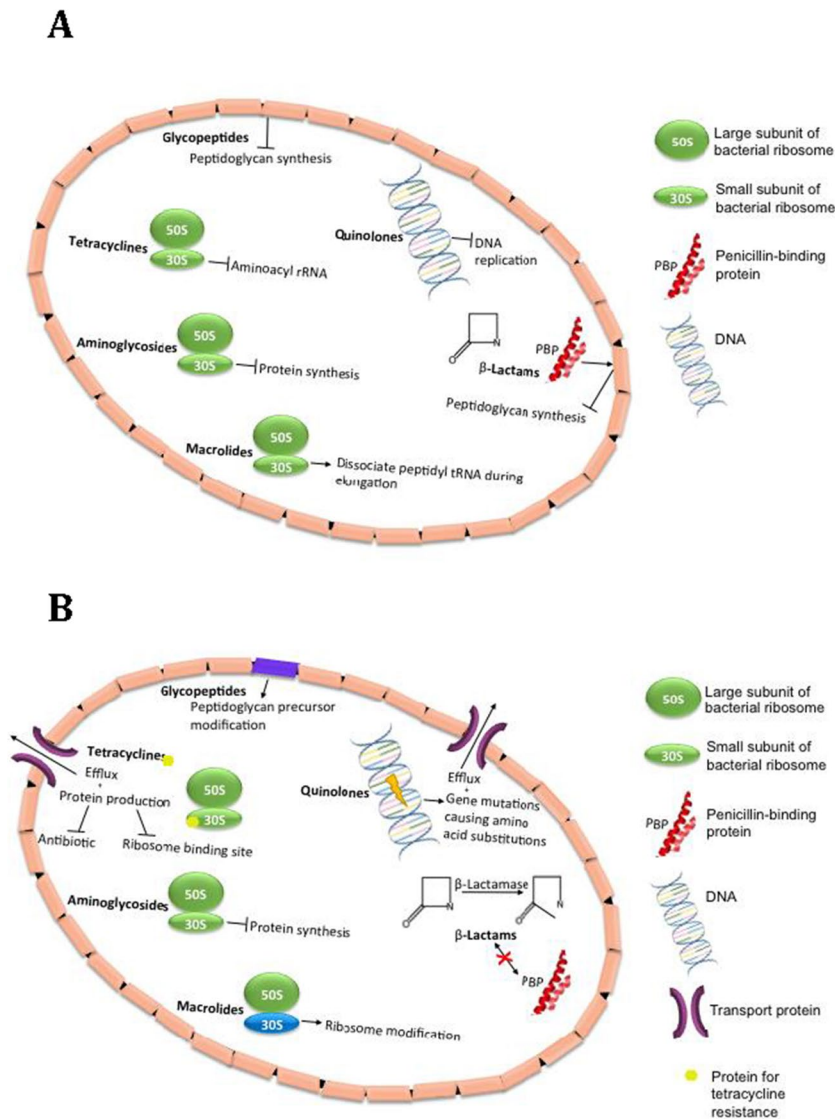 A
Glycopeptides
Peptidoglycan synthesis
50S
30S
Tetracyclines
Aminoacyl rRNA
Quinolones
DNA
replication
50S
30S
Aminoglycosides
Protein synthesis
PBP
N
O
β-Lactams
Peptidoglycan synthesis
50S
30S
Macrolides
Dissociate peptidyl tRNA during
elongation
50S
Large subunit of
bacterial ribosome
30S
Small subunit of
bacterial ribosome
PBP
Penicillin-binding
protein
DNA
B
Glycopeptides
Peptidoglycan precursor
modification
Tetracyclines
Efflux
+
Protein production
Antibiotic
Ribosome binding site
50S
30S
Quinolones
Efflux
+
Gene mutations
causing amino
acid substitutions
50S
30S
Aminoglycosides
Protein synthesis
β-Lactamase
N
O
N
O
β-Lactams
PBP
50S
30S
Macrolides
Ribosome modification
50S
Large subunit of
bacterial ribosome
30S
Small subunit of
bacterial ribosome
PBP
Penicillin-binding
protein
DNA
Transport protein
Protein for
tetracycline
resistance